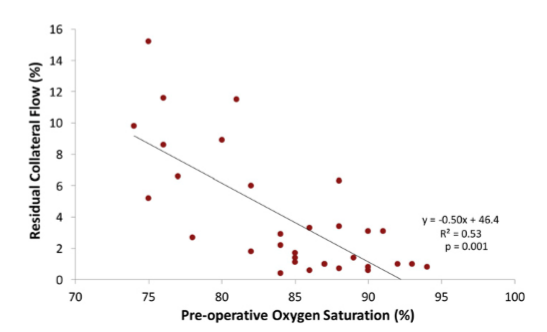 16
14
12
10
8
6
4
2
0
Residual Collateral Flow (%)
y = -0.50x + 46.4
R² = 0.53
p = 0.001
70 75 80 85 90 95 100
Pre-operative Oxygen Saturation (%)